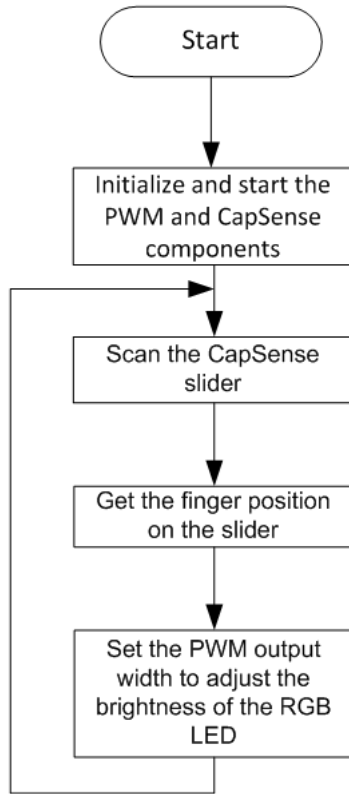 Start
Initialize and start the
PWM and CapSense
components
Scan the CapSense
slider
Get the finger position
on the slider
Set the PWM output
width to adjust the
brightness of the RGB
LED